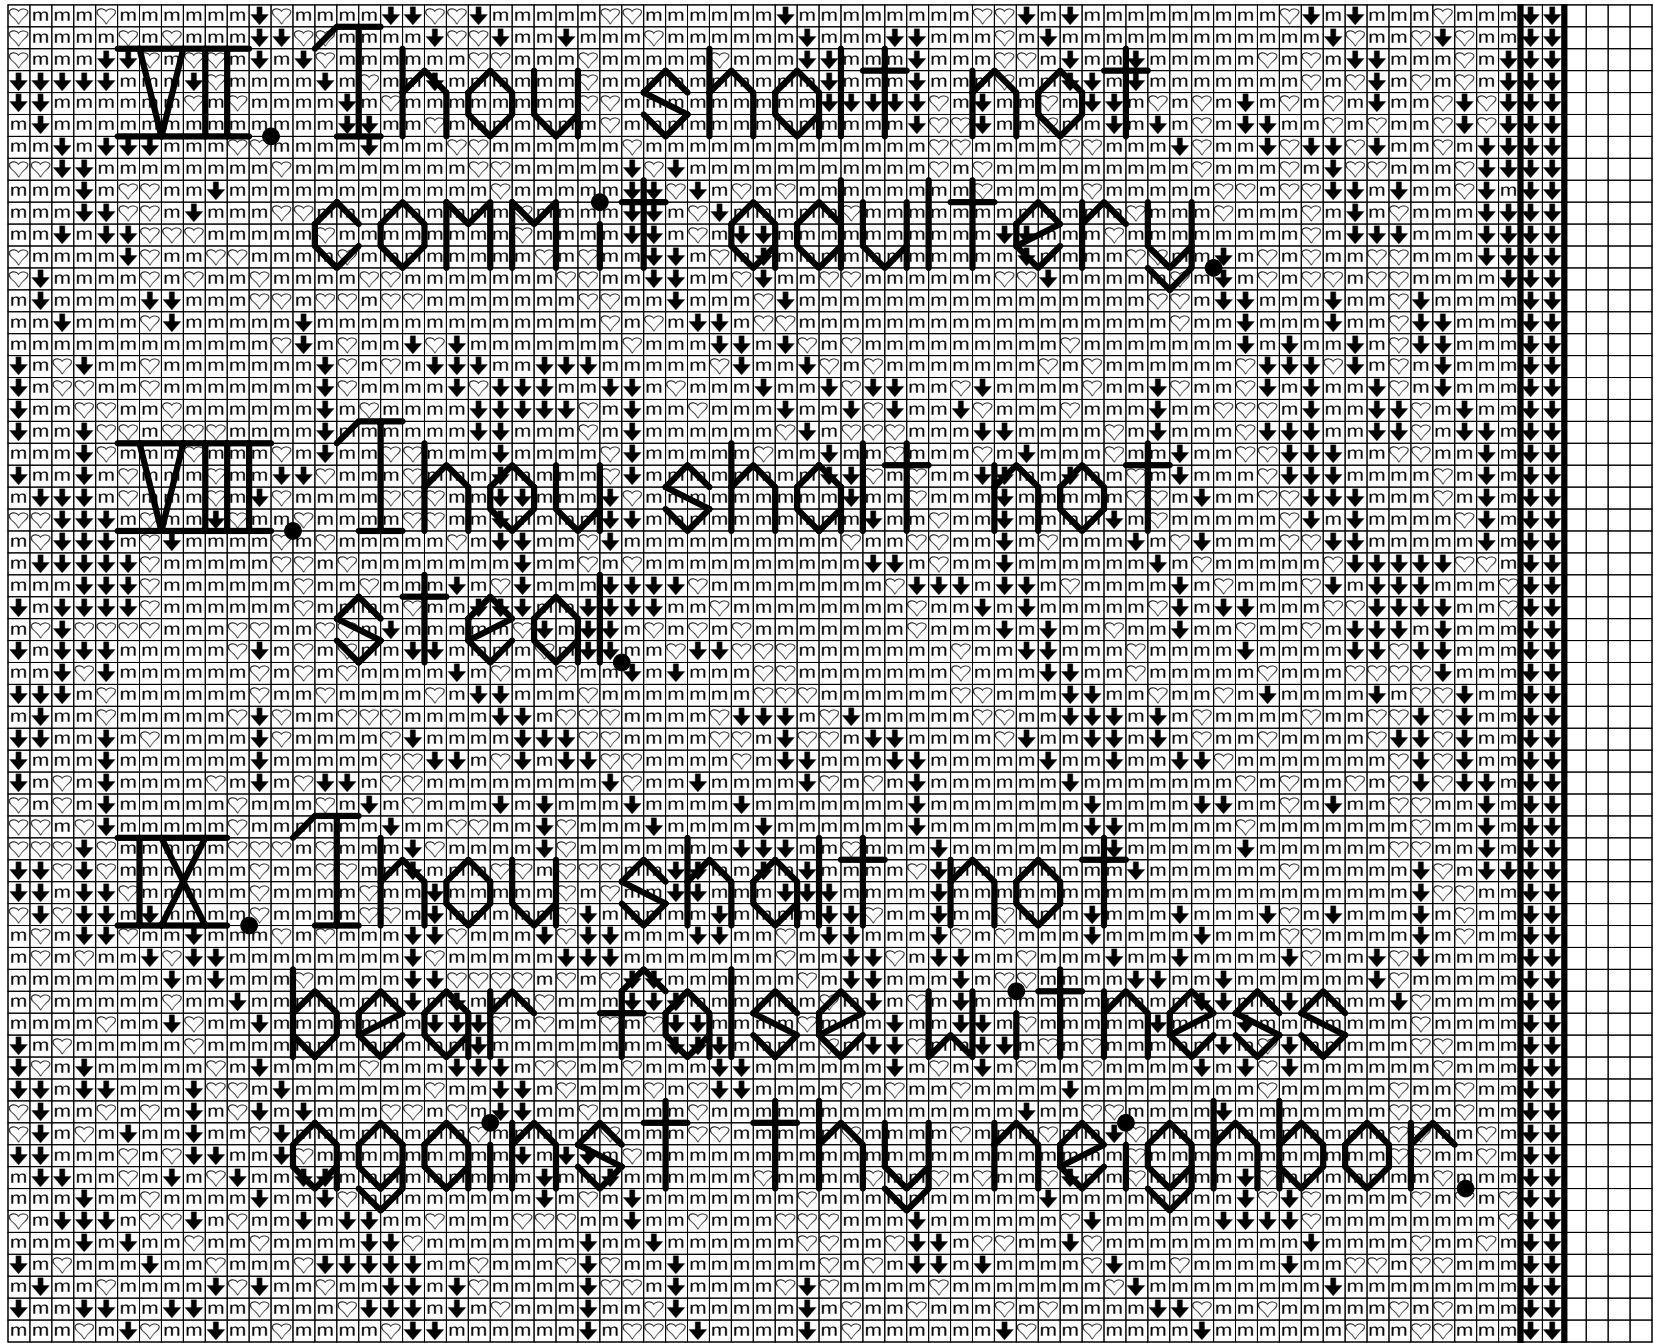 VII. Thou shalt not
commit adultery.
VIII. Thou shalt not
steal.
IX. Thou shalt not
bear false witness
against thy neighbor.